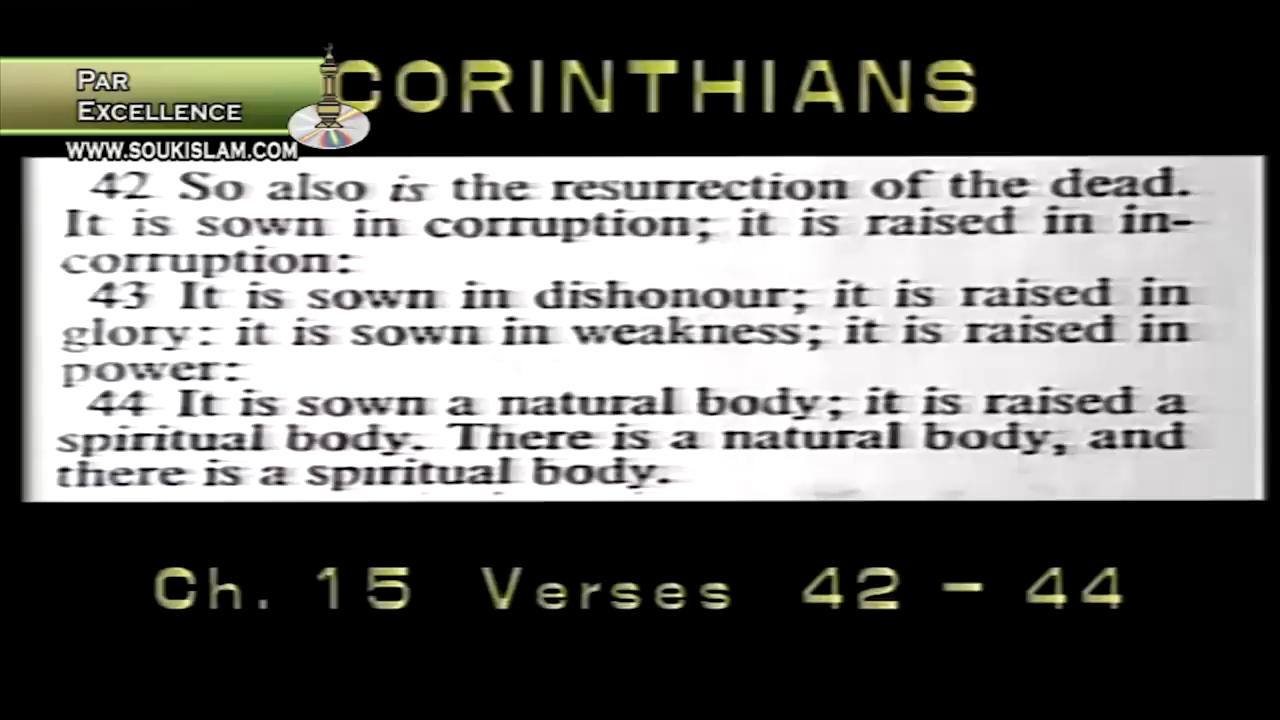 PAR
EXCELLENCE
WWW.SOUKISLAM.COM
CORINTHIANS
42 So also is the resurrection of the dead.
It is sown in corruption; it is raised in in-
corruption:
43 It is sown in dishonour; it is raised in
glory: it is sown in weakness; it is raised in
power:
44 It is sown a natural body; it is raised a
spiritual body. There is a natural body, and
there is a spiritual body.
Ch. 15 Verses 42 - 44